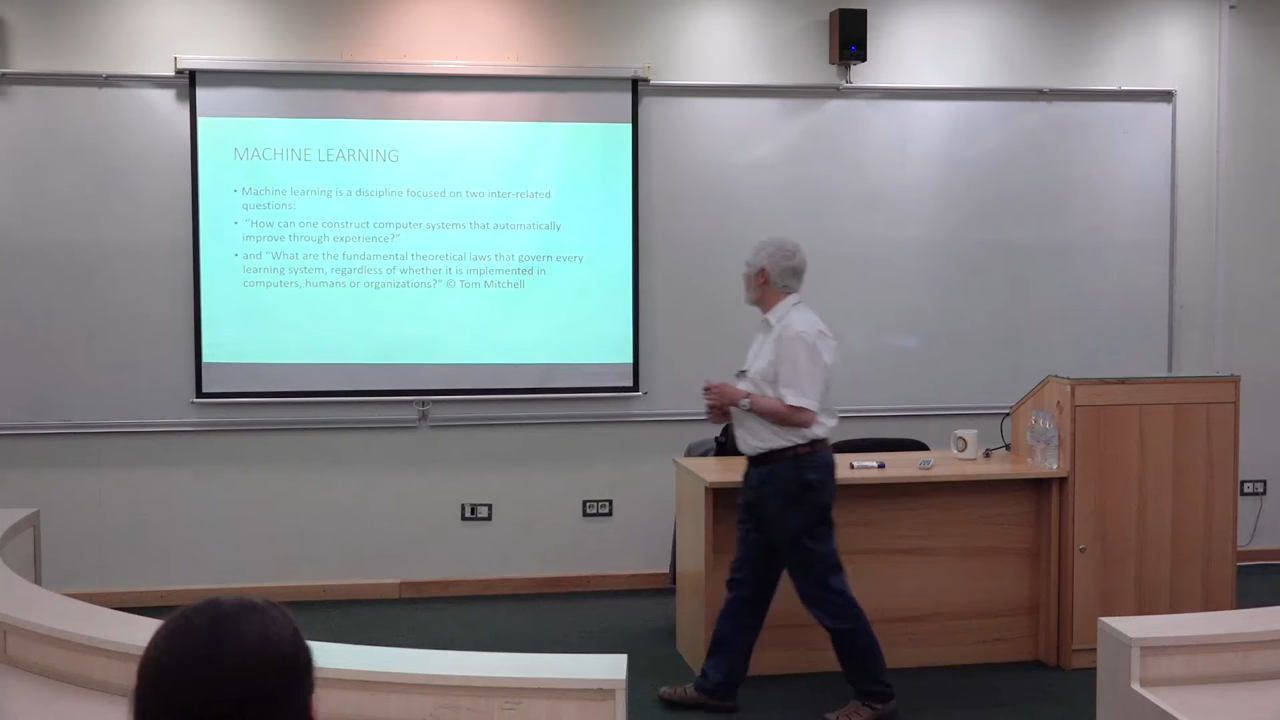 MACHINE LEARNING
• Machine learning is a discipline focused on two inter-related
questions:
• "How can one construct computer systems that automatically
improve through experience?"
• and "What are the fundamental theoretical laws that govern every
learning system, regardless of whether it is implemented in
computers, humans or organizations?" © Tom Mitchell